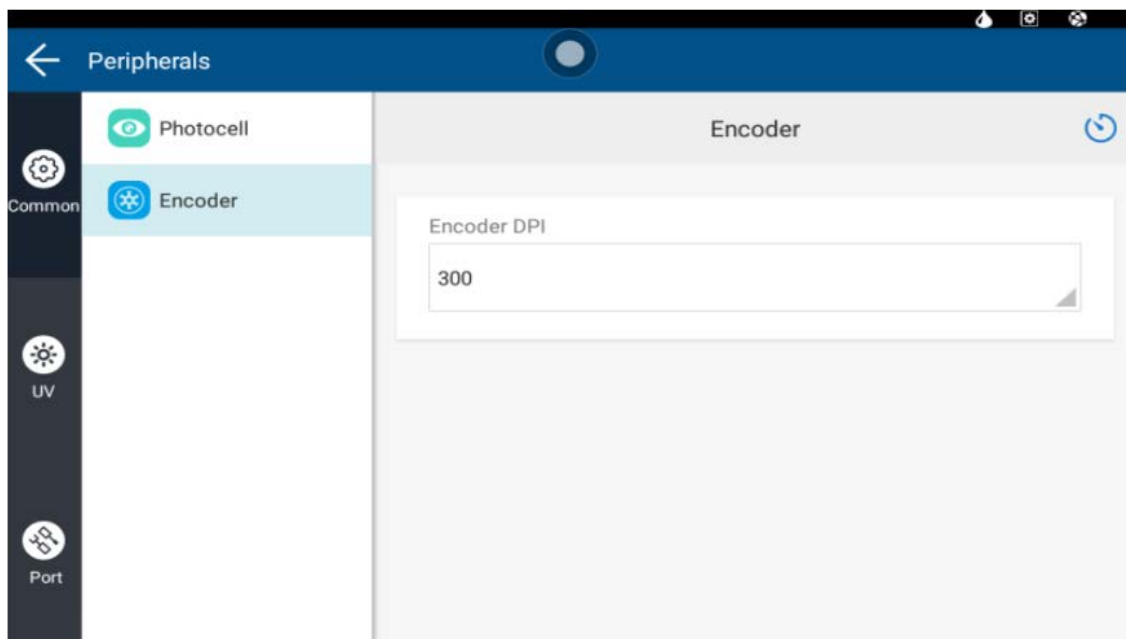 Peripherals
Common
UV
Port
Photocell
Encoder
Encoder
Encoder DPI
300